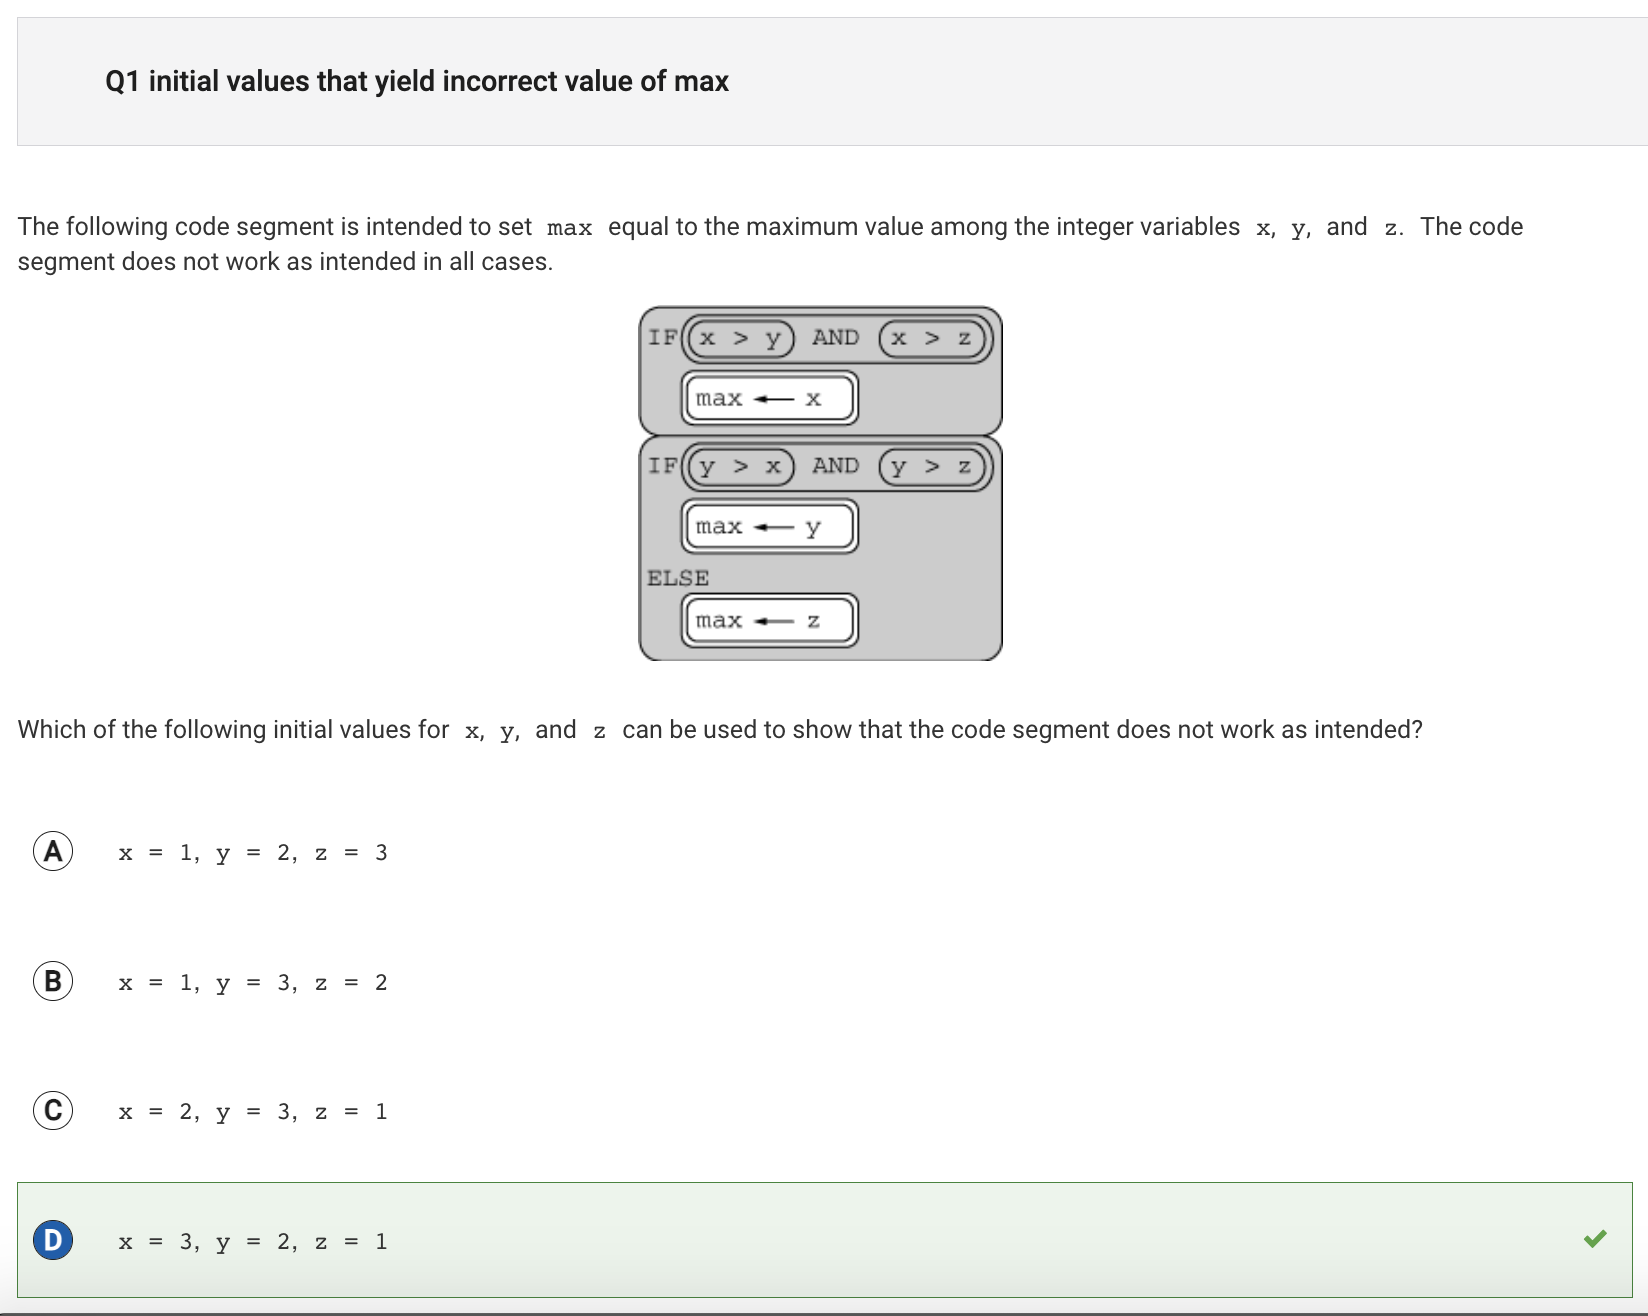 Q1 initial values that yield incorrect value of max
The following code segment is intended to set max equal to the maximum value among the integer variables x, y, and z. The code
segment does not work as intended in all cases.
IF x > y AND x > z
max ← x
IF y > x AND y > z
max ← y
ELSE
max ← z
Which of the following initial values for x, y, and z can be used to show that the code segment does not work as intended?
A x = 1, y = 2, z = 3
B x = 1, y = 3, z = 2
C x = 2, y = 3, z = 1
D x = 3, y = 2, z = 1